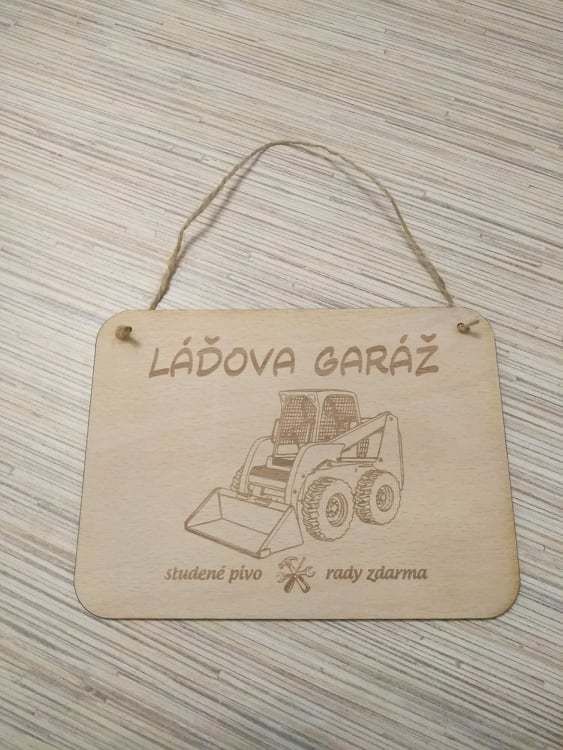 LÁĎOVA GARÁŽ
studené pivo rady zdarma